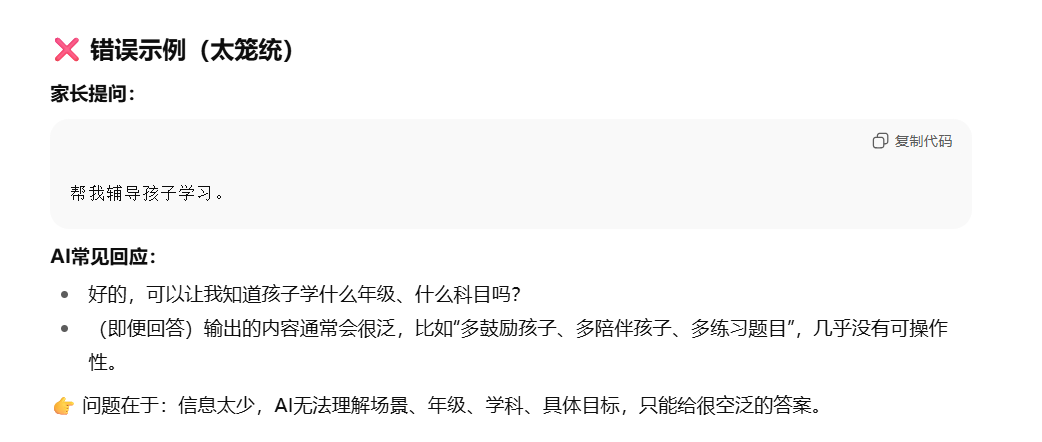 ❌ 错误示例（太笼统）
家长提问：
复制代码
帮我辅导孩子学习。
AI常见回应：
• 好的，可以让我知道孩子学什么年级、什么科目吗？
• （即便回答）输出的内容通常会很泛，比如“多鼓励孩子、多陪伴孩子、多练习题目”，几乎没有可操作
性。
👉 问题在于：信息太少，AI无法理解场景、年级、学科、具体目标，只能给很空泛的答案。